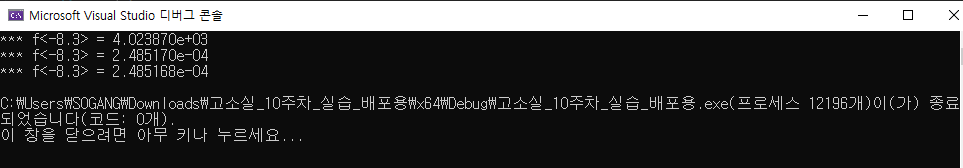 Microsoft Visual Studio 디버그 콘솔
*** f<-8.3> = 4.023870e+03
*** f<-8.3> = 2.485170e-04
*** f<-8.3> = 2.485168e-04
C:₩Users₩SOGANG₩Downloads₩고소실_10주차_실습_배포용₩x64₩Debug₩고소실_10주차_실습_배포용.exe(프로세스 12196개)이(가) 종료
되었습니다(코드: 0개).
이 창을 닫으려면 아무 키나 누르세요...